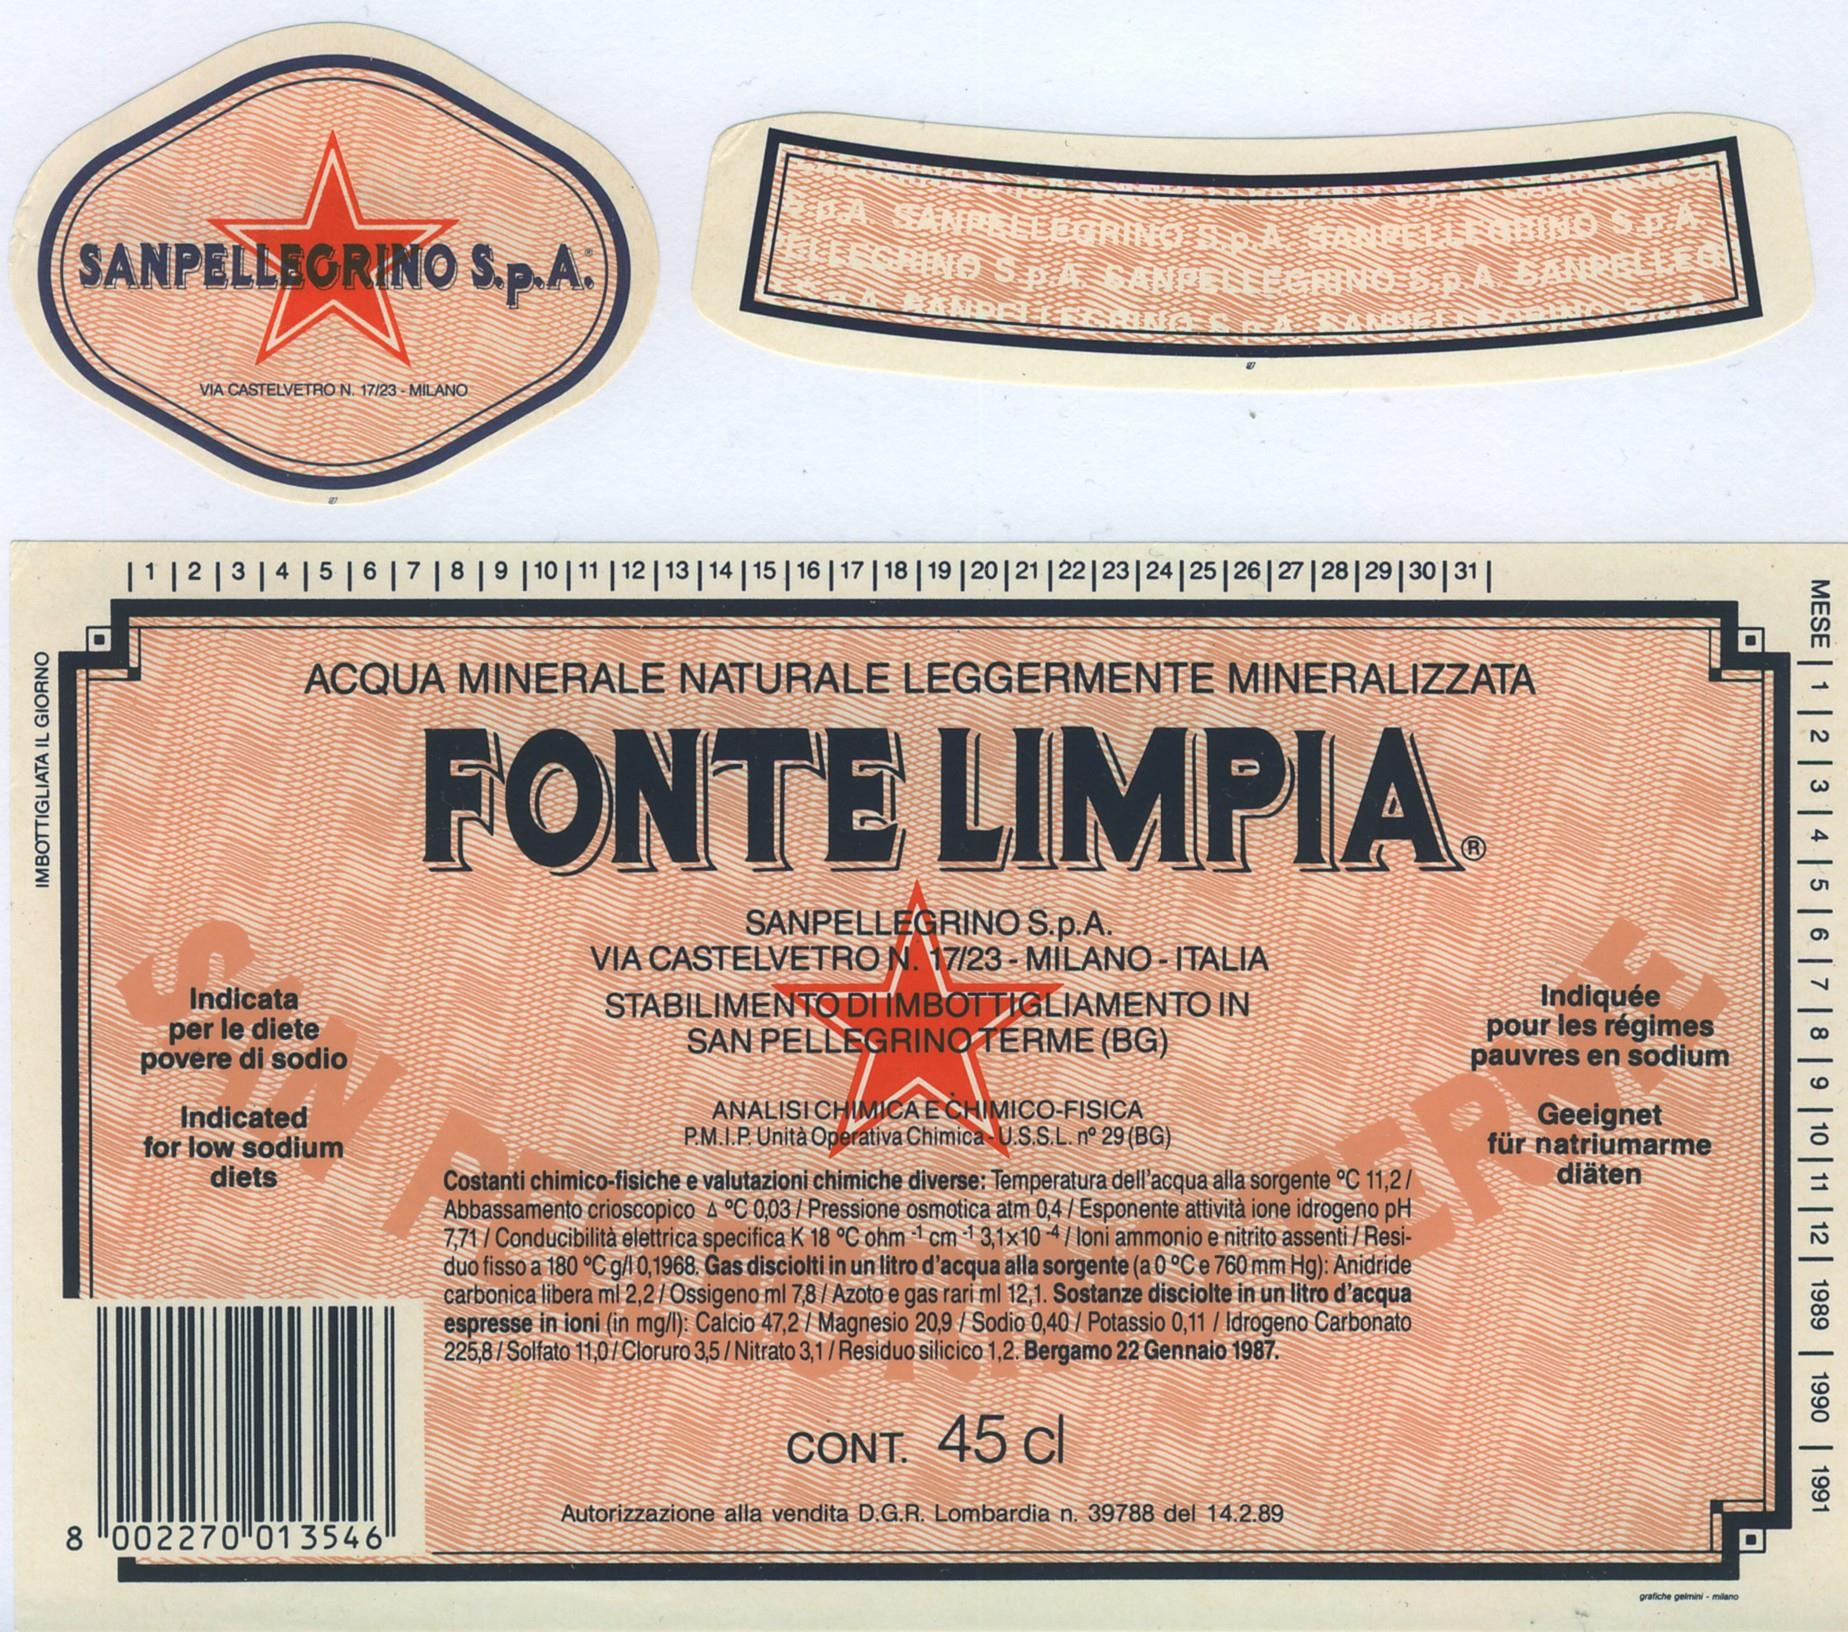 SANPELLEGRINO S.p.A.
VIA CASTELVETRO N. 17/23 - MILANO
S.p.A. SANPELLEGRINO S.p.A. SANPELLEGRINO S.p.A.
ELLEGRINO p.A. SANPELLEGRINO S.p.A. SANPELLEG
SANPELLEGRINO S.p.A. SANPELLEGRINO
| 1 | 2 | 3 | 4 | 5 | 6 | 7 | 8 | 9 | 10 | 11 | 12 | 13 | 14 | 15 | 16 | 17 | 18 | 19 | 20 | 21 | 22 | 23 | 24 | 25 | 26 | 27 | 28 | 29 | 30 | 31 |
IMBOTTIGLIATA IL GIORNO
MESE | 1 | 2 | 3 | 4 | 5 | 6 | 7 | 8 | 9 | 10 | 11 | 12 | 1989 | 1990 | 1991
ACQUA MINERALE NATURALE LEGGERMENTE MINERALIZZATA
FONTE LIMPIA®
SANPELLEGRINO S.p.A.
VIA CASTELVETRO N. 17/23 - MILANO - ITALIA
STABILIMENTO DI IMBOTTIGLIAMENTO IN
SAN PELLEGRINO TERME (BG)
SAN PELLEGRINO TERME
Indicata
per le diete
povere di sodio
Indicated
for low sodium
diets
Indiquée
pour les régimes
pauvres en sodium
Geeignet
für natriumarme
diäten
ANALISI CHIMICA E CHIMICO-FISICA
P.M.I.P. Unità Operativa Chimica - U.S.S.L. nº 29 (BG)
Costanti chimico-fisiche e valutazioni chimiche diverse: Temperatura dell'acqua alla sorgente ºC 11,2 /
Abbassamento crioscopico Δ ºC 0,03 / Pressione osmotica atm 0,4 / Esponente attività ione idrogeno pH
7,71 / Conducibilità elettrica specifica K 18 ºC ohm -1 cm -1 3,1×10 -4 / Ioni ammonio e nitrito assenti / Resi-
duo fisso a 180 ºC g/l 0,1968. Gas disciolti in un litro d'acqua alla sorgente (a 0 ºC e 760 mm Hg): Anidride
carbonica libera ml 2,2 / Ossigeno ml 7,8 / Azoto e gas rari ml 12,1. Sostanze disciolte in un litro d'acqua
espresse in ioni (in mg/l): Calcio 47,2 / Magnesio 20,9 / Sodio 0,40 / Potassio 0,11 / Idrogeno Carbonato
225,8 / Solfato 11,0 / Cloruro 3,5 / Nitrato 3,1 / Residuo silicico 1,2. Bergamo 22 Gennaio 1987.
CONT. 45 cl
Autorizzazione alla vendita D.G.R. Lombardia n. 39788 del 14.2.89
8 002270 013546
grafiche gelmini - milano